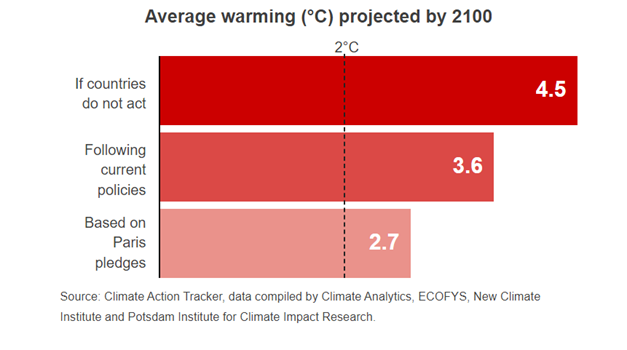 Average warming (°C) projected by 2100
2°C
If countries
do not act
4.5
Following
current
policies
3.6
Based on
Paris
pledges
2.7
Source: Climate Action Tracker, data compiled by Climate Analytics, ECOFYS, New Climate
Institute and Potsdam Institute for Climate Impact Research.